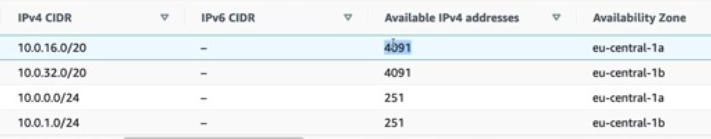 IPv4 CIDR IPv6 CIDR Available IPv4 addresses Availability Zone
10.0.16.0/20 – 4091 eu-central-1a
10.0.32.0/20 – 4091 eu-central-1b
10.0.0.0/24 – 251 eu-central-1a
10.0.1.0/24 – 251 eu-central-1b